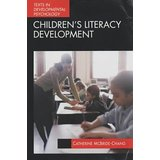 TEXTS IN
DEVELOPMENTAL
PSYCHOLOGY
CHILDREN'S LITERACY
DEVELOPMENT
CATHERINE MCBRIDE-CHANG